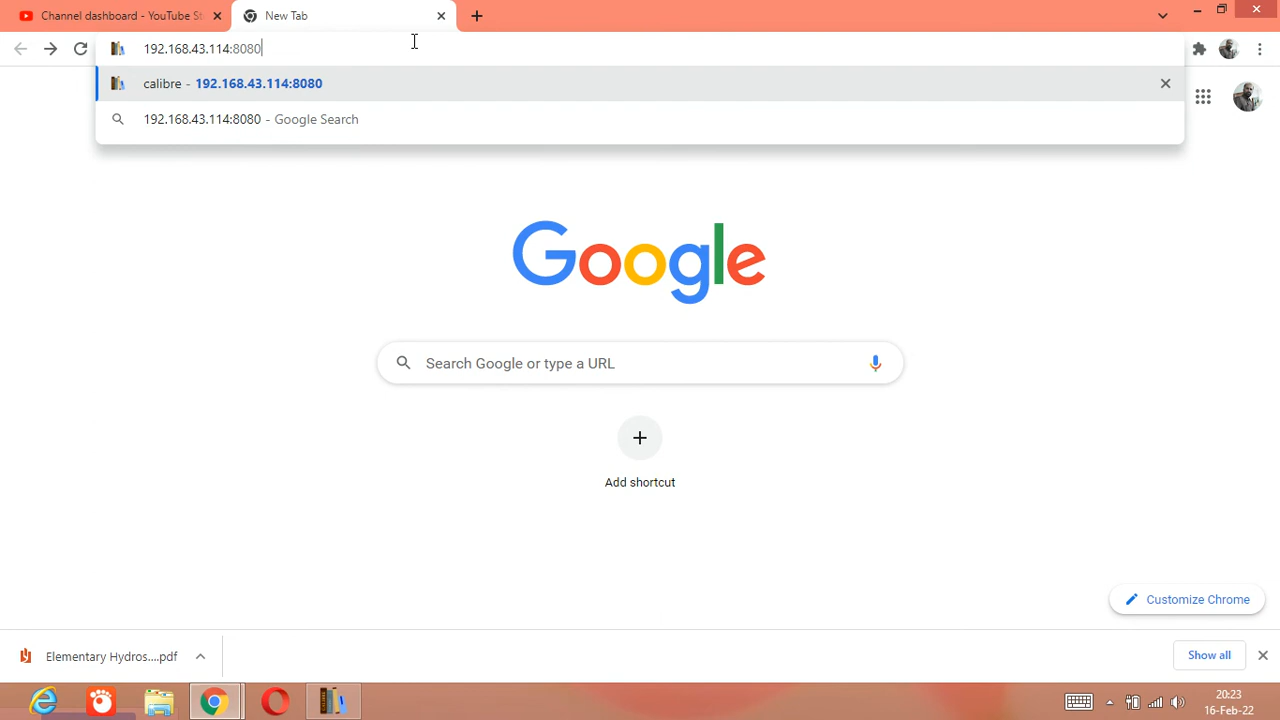 Channel dashboard - YouTube St
New Tab
192.168.43.114:8080
calibre - 192.168.43.114:8080
192.168.43.114:8080 - Google Search
Google
Search Google or type a URL
Add shortcut
Customize Chrome
Elementary Hydros....pdf
Show all
20:23
16-Feb-22